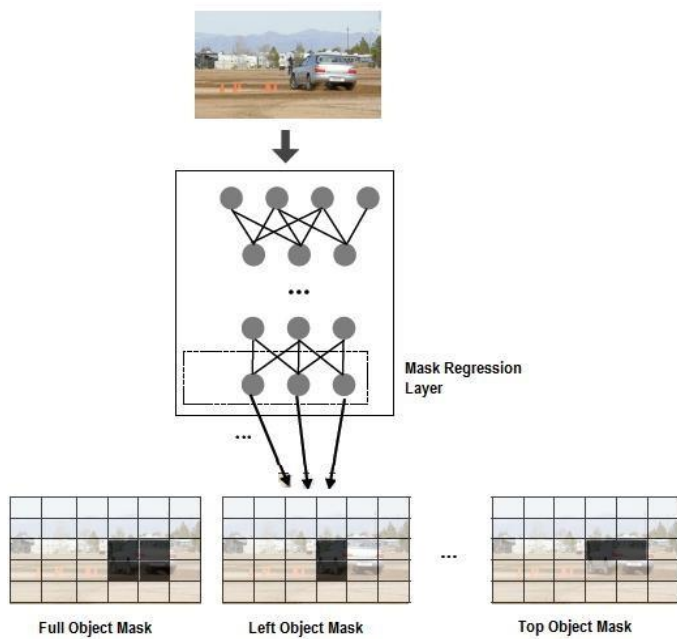 ...
Mask Regression
Layer
...
...
Full Object Mask
Left Object Mask
Top Object Mask